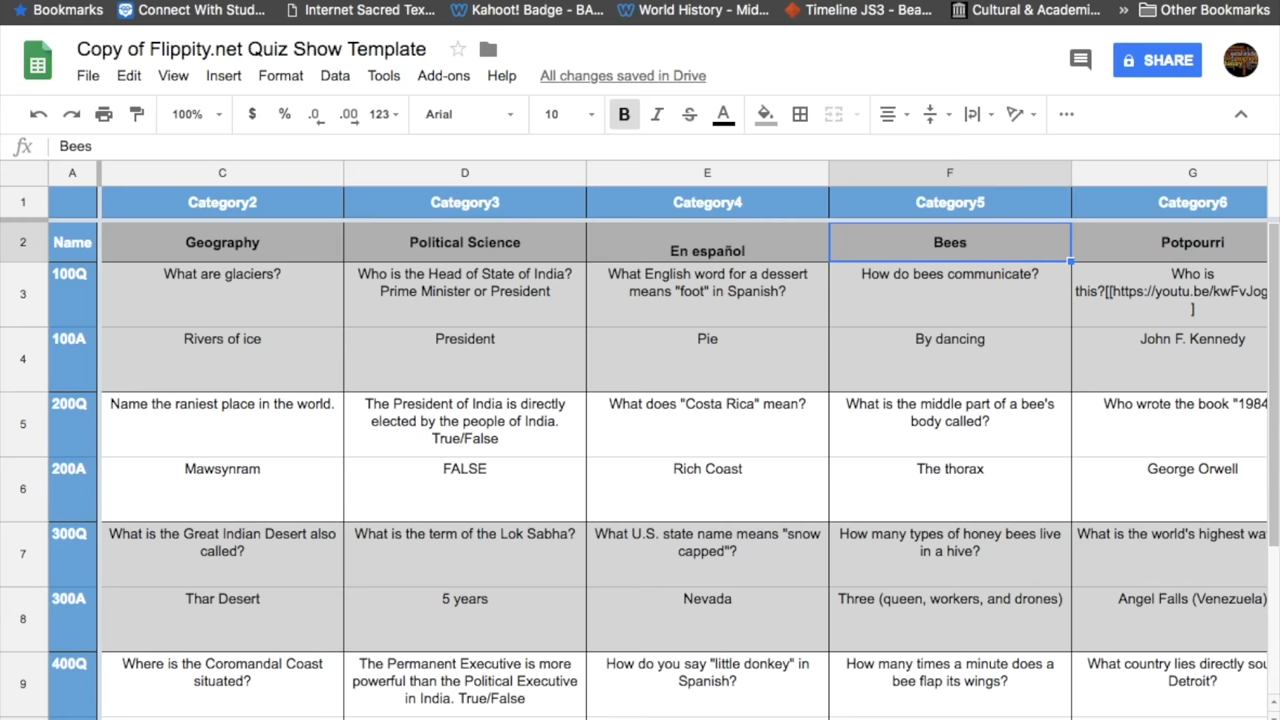 Bookmarks Connect With Stud... Internet Sacred Tex... Kahoot! Badge - BA... World History - Mid... Timeline JS3 - Bea... Cultural & Academi... » Other Bookmarks
Copy of Flippity.net Quiz Show Template
File Edit View Insert Format Data Tools Add-ons Help All changes saved in Drive
SHARE
100% $ % .0 .00 123 Arial 10 B I S A
fx Bees
A C D E F G
1 Category2 Category3 Category4 Category5 Category6
2 Name Geography Political Science En español Bees Potpourri
3 100Q What are glaciers? Who is the Head of State of India? What English word for a dessert How do bees communicate? Who is
Prime Minister or President means "foot" in Spanish? this?[[https://youtu.be/kwFvJog
]
4 100A Rivers of ice President Pie By dancing John F. Kennedy
5 200Q Name the raniest place in the world. The President of India is directly What does "Costa Rica" mean? What is the middle part of a bee's Who wrote the book "1984
elected by the people of India. body called?
True/False
6 200A Mawsynram FALSE Rich Coast The thorax George Orwell
7 300Q What is the Great Indian Desert also What is the term of the Lok Sabha? What U.S. state name means "snow How many types of honey bees live What is the world's highest wa
called? capped"? in a hive?
8 300A Thar Desert 5 years Nevada Three (queen, workers, and drones) Angel Falls (Venezuela)
9 400Q Where is the Coromandal Coast The Permanent Executive is more How do you say "little donkey" in How many times a minute does a What country lies directly sou
situated? powerful than the Political Executive Spanish? bee flap its wings? Detroit?
in India. True/False